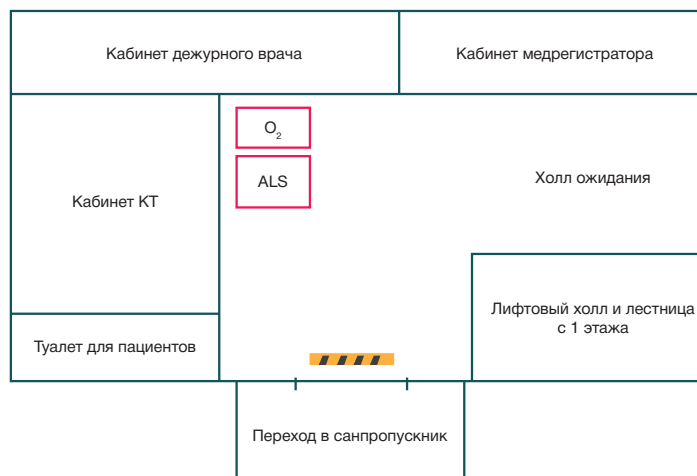 Кабинет дежурного врача
Кабинет медрегистратора
O₂
ALS
Кабинет КТ
Холл ожидания
Лифтовый холл и лестница
с 1 этажа
Туалет для пациентов
Переход в санпропускник